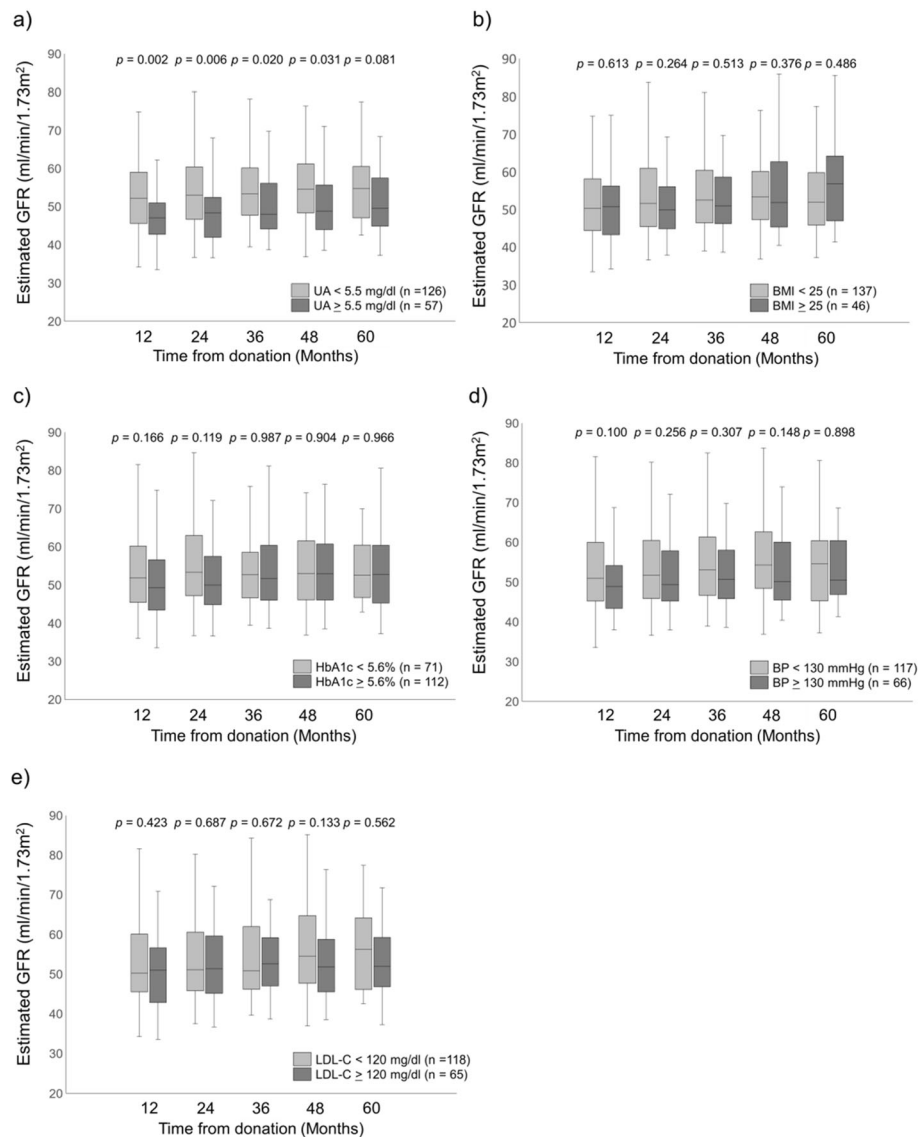 a)
p = 0.002 p = 0.006 p = 0.020 p = 0.031 p = 0.081
90
80
70
60
50
40
30
20
Estimated GFR (ml/min/1.73m²)
UA < 5.5 mg/dl (n =126)
UA ≥ 5.5 mg/dl (n = 57)
12 24 36 48 60
Time from donation (Months)
b)
p = 0.613 p = 0.264 p = 0.513 p = 0.376 p = 0.486
90
80
70
60
50
40
30
20
Estimated GFR (ml/min/1.73m²)
BMI < 25 (n = 137)
BMI ≥ 25 (n = 46)
12 24 36 48 60
Time from donation (Months)
c)
p = 0.166 p = 0.119 p = 0.987 p = 0.904 p = 0.966
90
80
70
60
50
40
30
20
Estimated GFR (ml/min/1.73m²)
HbA1c < 5.6% (n = 71)
HbA1c ≥ 5.6% (n = 112)
12 24 36 48 60
Time from donation (Months)
d)
p = 0.100 p = 0.256 p = 0.307 p = 0.148 p = 0.898
90
80
70
60
50
40
30
20
Estimated GFR (ml/min/1.73m²)
BP < 130 mmHg (n = 117)
BP ≥ 130 mmHg (n = 66)
12 24 36 48 60
Time from donation (Months)
e)
p = 0.423 p = 0.687 p = 0.672 p = 0.133 p = 0.562
90
80
70
60
50
40
30
20
Estimated GFR (ml/min/1.73m²)
LDL-C < 120 mg/dl (n =118)
LDL-C ≥ 120 mg/dl (n = 65)
12 24 36 48 60
Time from donation (Months)